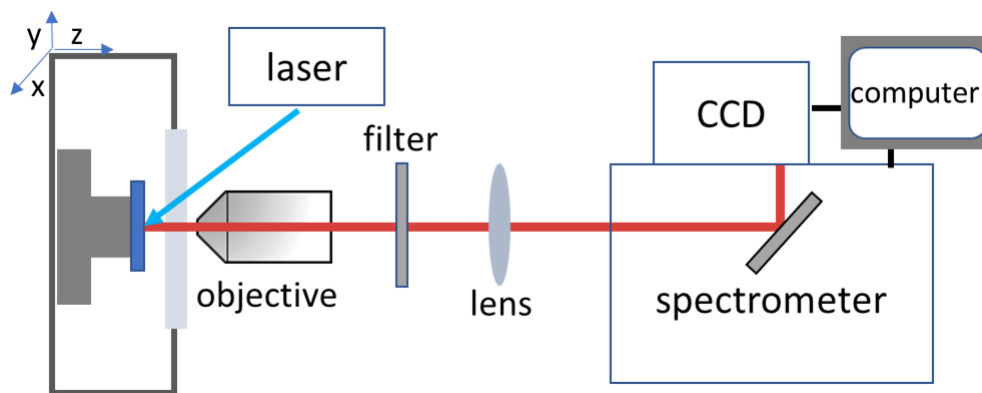 y
z
x
laser
filter
objective
lens
CCD
computer
spectrometer